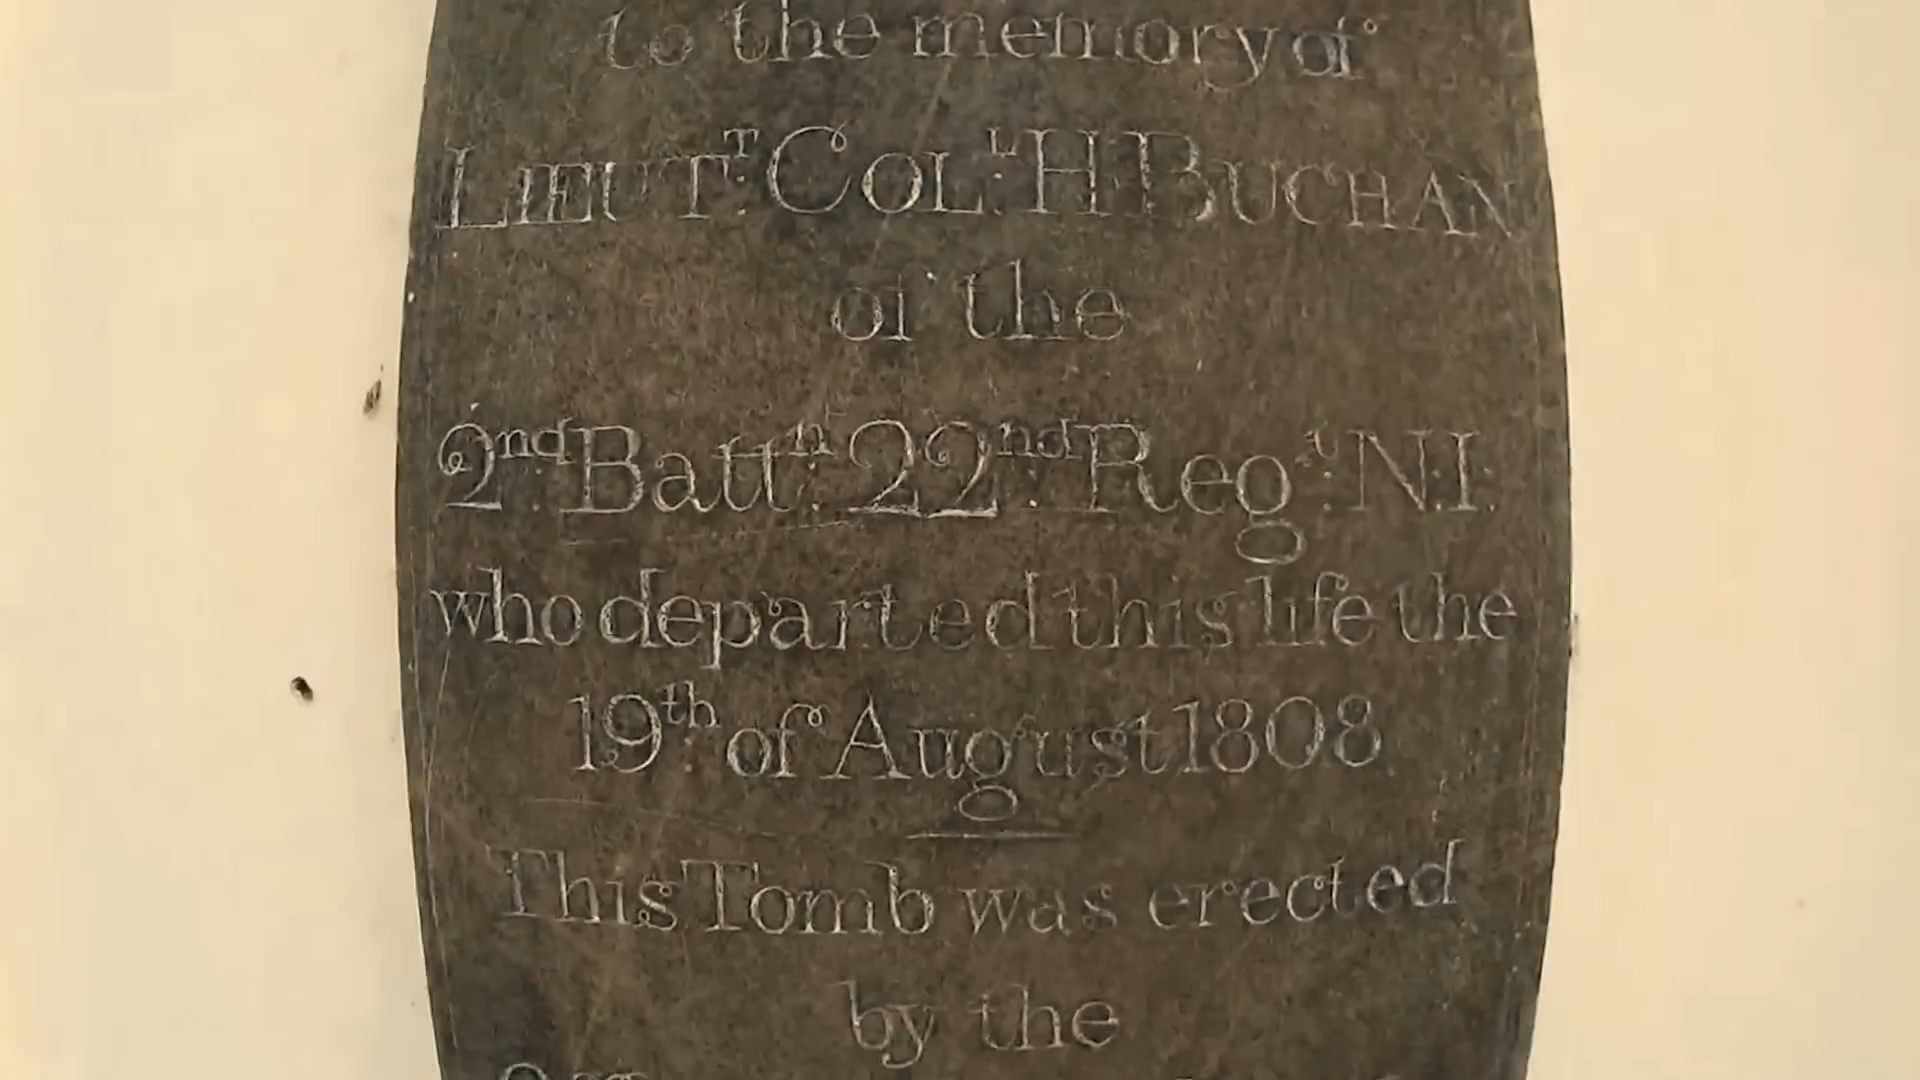 to the memory of
LIEUT.T COL.L H BUCHAN
of the
2nd. Battn. 22nd. Regt. N.I.
who departed this life the
19th of August 1808
This Tomb was erected
by the